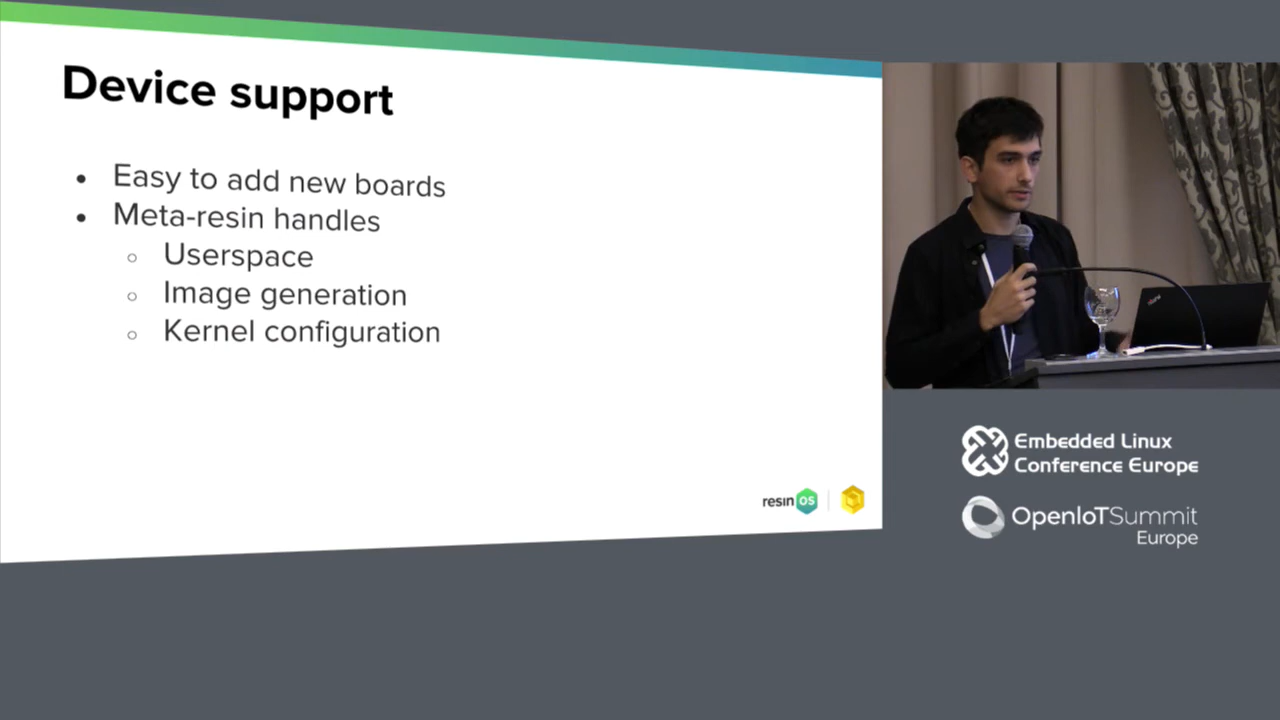 Device support
• Easy to add new boards
• Meta-resin handles
○ Userspace
○ Image generation
○ Kernel configuration
resin OS
Embedded Linux
Conference Europe
OpenIoTSummit
Europe